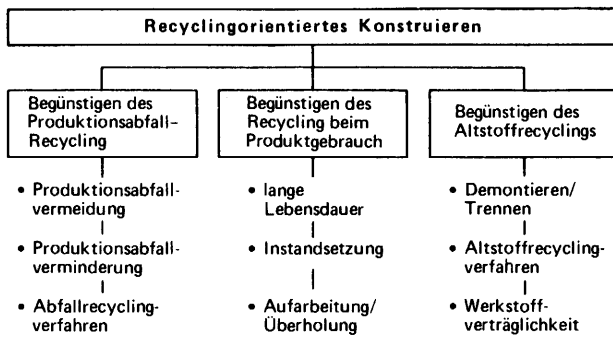 Recyclingorientiertes Konstruieren
Begünstigen des
Produktionsabfall-
Recycling
• Produktionsabfall-
vermeidung
• Produktionsabfall-
verminderung
• Abfallrecycling-
verfahren
Begünstigen des
Recycling beim
Produktgebrauch
• lange
Lebensdauer
• Instandsetzung
• Aufarbeitung/
Überholung
Begünstigen des
Altstoffrecyclings
• Demontieren/
Trennen
• Altstoffrecycling-
verfahren
• Werkstoff-
verträglichkeit